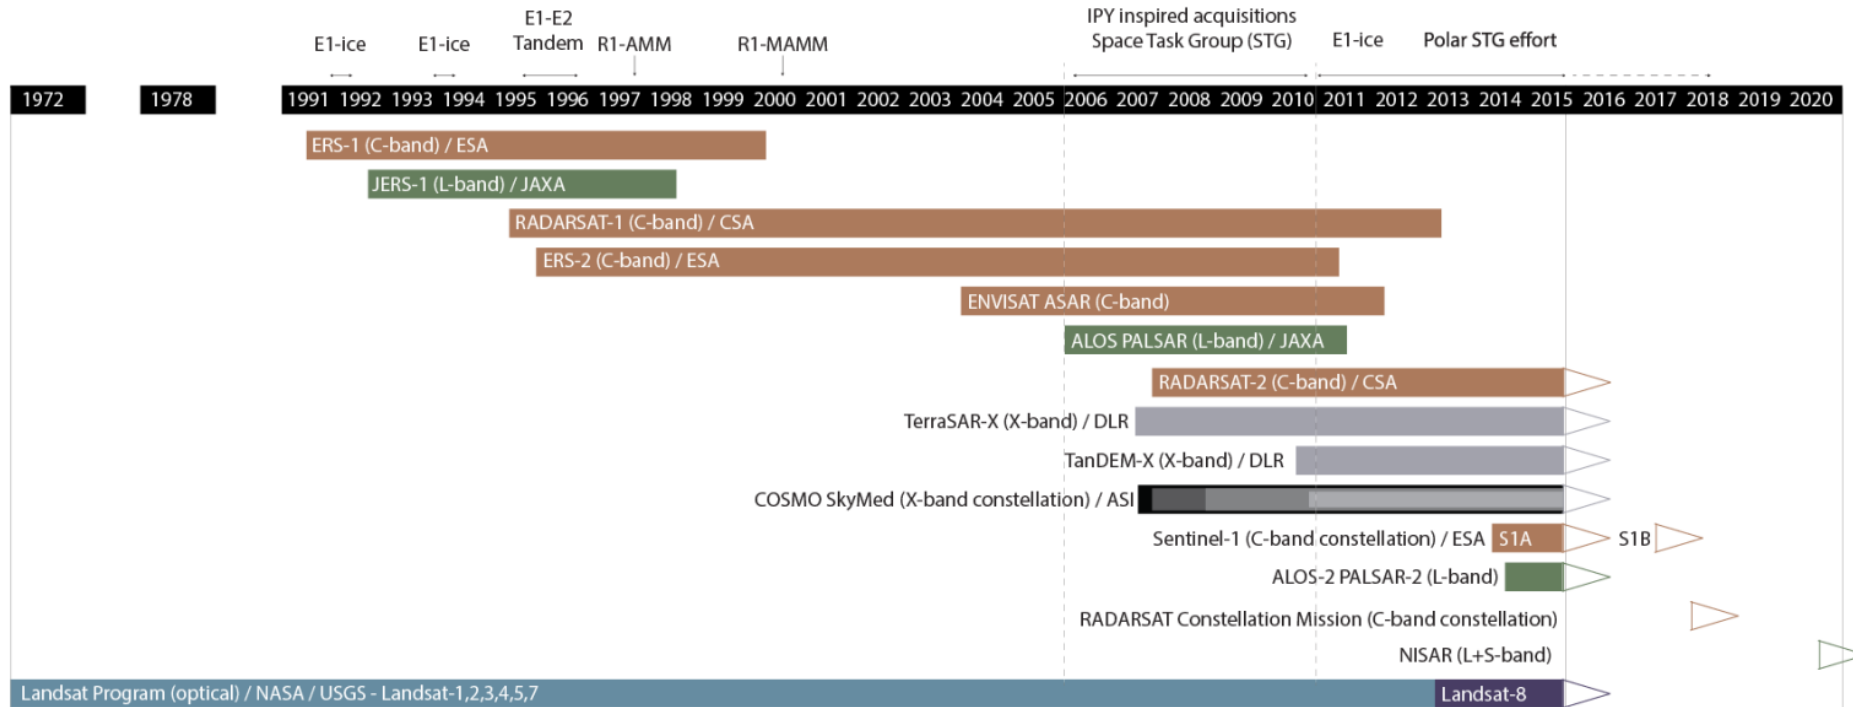 E1-E2
IPY inspired acquisitions
E1-ice E1-ice Tandem R1-AMM R1-MAMM Space Task Group (STG) E1-ice Polar STG effort
1972 1978 1991 1992 1993 1994 1995 1996 1997 1998 1999 2000 2001 2002 2003 2004 2005 2006 2007 2008 2009 2010 2011 2012 2013 2014 2015 2016 2017 2018 2019 2020
ERS-1 (C-band) / ESA
JERS-1 (L-band) / JAXA
RADARSAT-1 (C-band) / CSA
ERS-2 (C-band) / ESA
ENVISAT ASAR (C-band)
ALOS PALSAR (L-band) / JAXA
RADARSAT-2 (C-band) / CSA
TerraSAR-X (X-band) / DLR
TanDEM-X (X-band) / DLR
COSMO SkyMed (X-band constellation) / ASI
Sentinel-1 (C-band constellation) / ESA S1A S1B
ALOS-2 PALSAR-2 (L-band)
RADARSAT Constellation Mission (C-band constellation)
NISAR (L+S-band)
Landsat Program (optical) / NASA / USGS - Landsat-1,2,3,4,5,7 Landsat-8